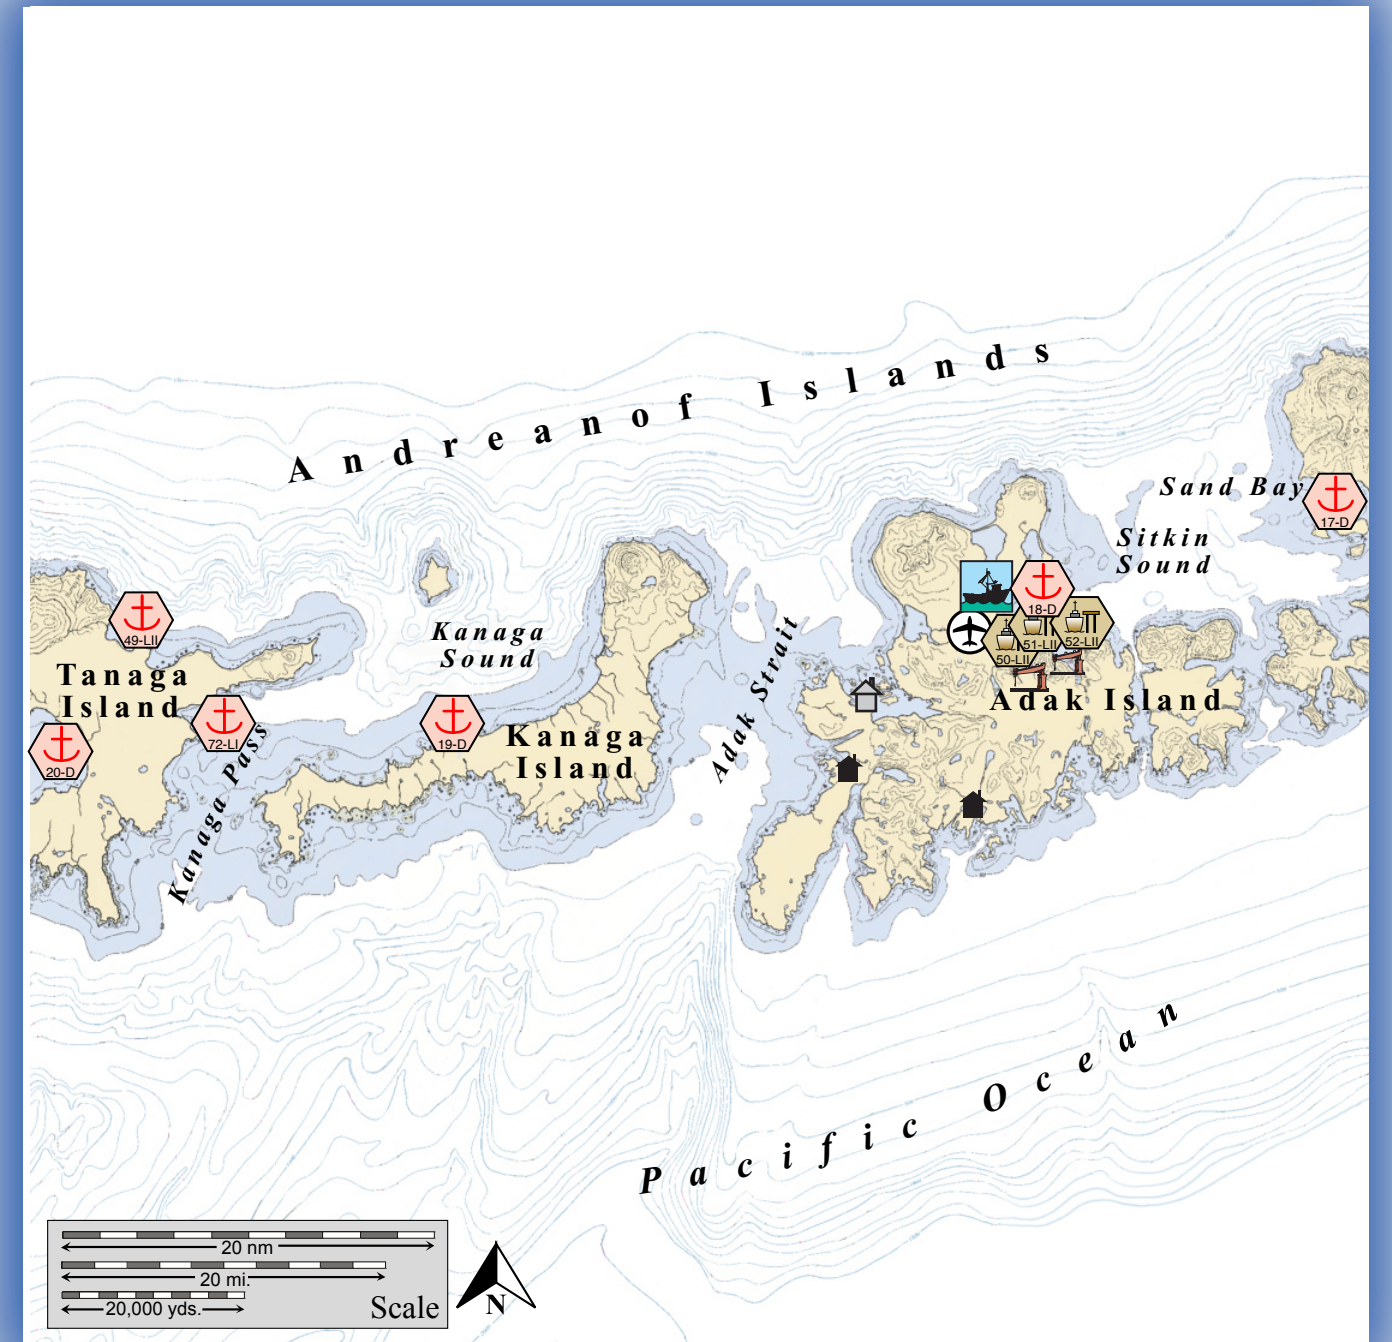 Andreanof Islands
Sand Bay
17-D
Sitkin
Sound
18-D
49-LII
Kanaga
Sound
51-LII
52-LII
50-LII
Tanaga
Island
Adak Strait
Adak Island
72-LI
19-D
Kanaga
Island
20-D
Kanaga Pass
Pacific Ocean
20 nm
20 mi.
20,000 yds.
Scale
N